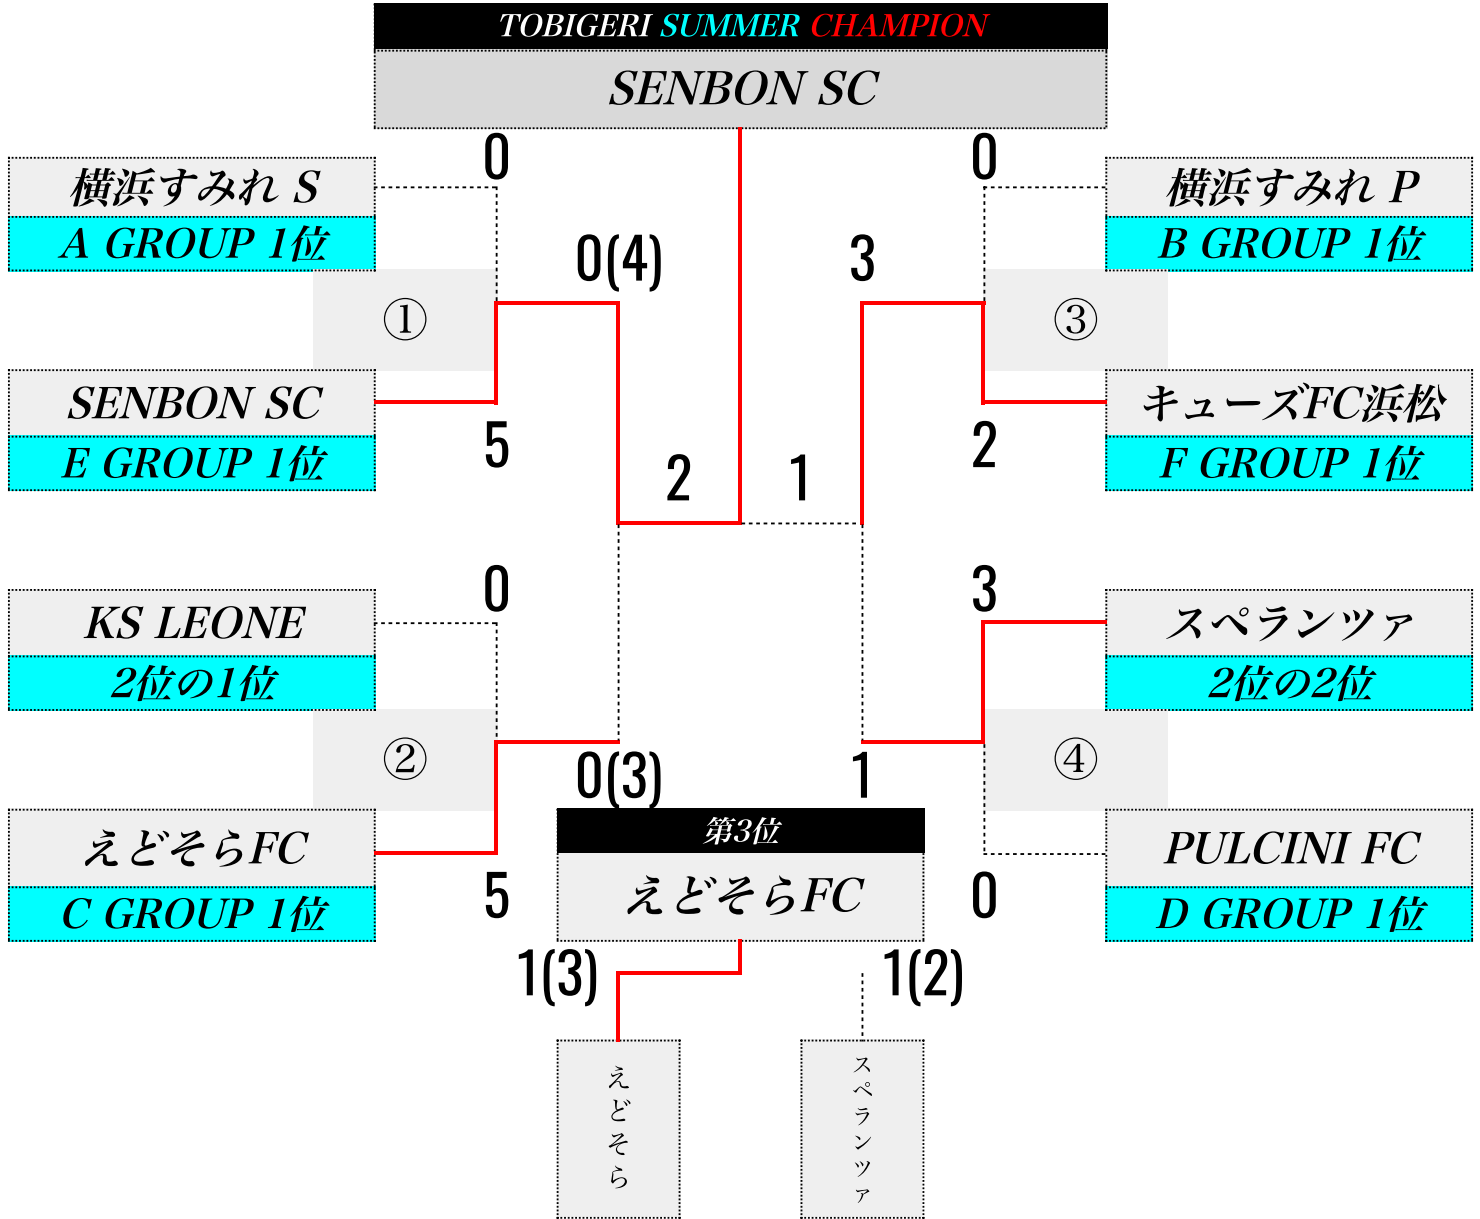 TOBIGERI SUMMER CHAMPION
SENBON SC
0
0
横浜すみれ S
A GROUP 1位
横浜すみれ P
B GROUP 1位
0(4)
3
①
③
SENBON SC
E GROUP 1位
キューズFC浜松
F GROUP 1位
5
2
2
1
0
3
KS LEONE
2位の1位
スペランツァ
2位の2位
②
④
0(3)
1
えどそらFC
C GROUP 1位
第3位
えどそらFC
PULCINI FC
D GROUP 1位
5
0
1(3)
1(2)
えどそら
スペランツァ